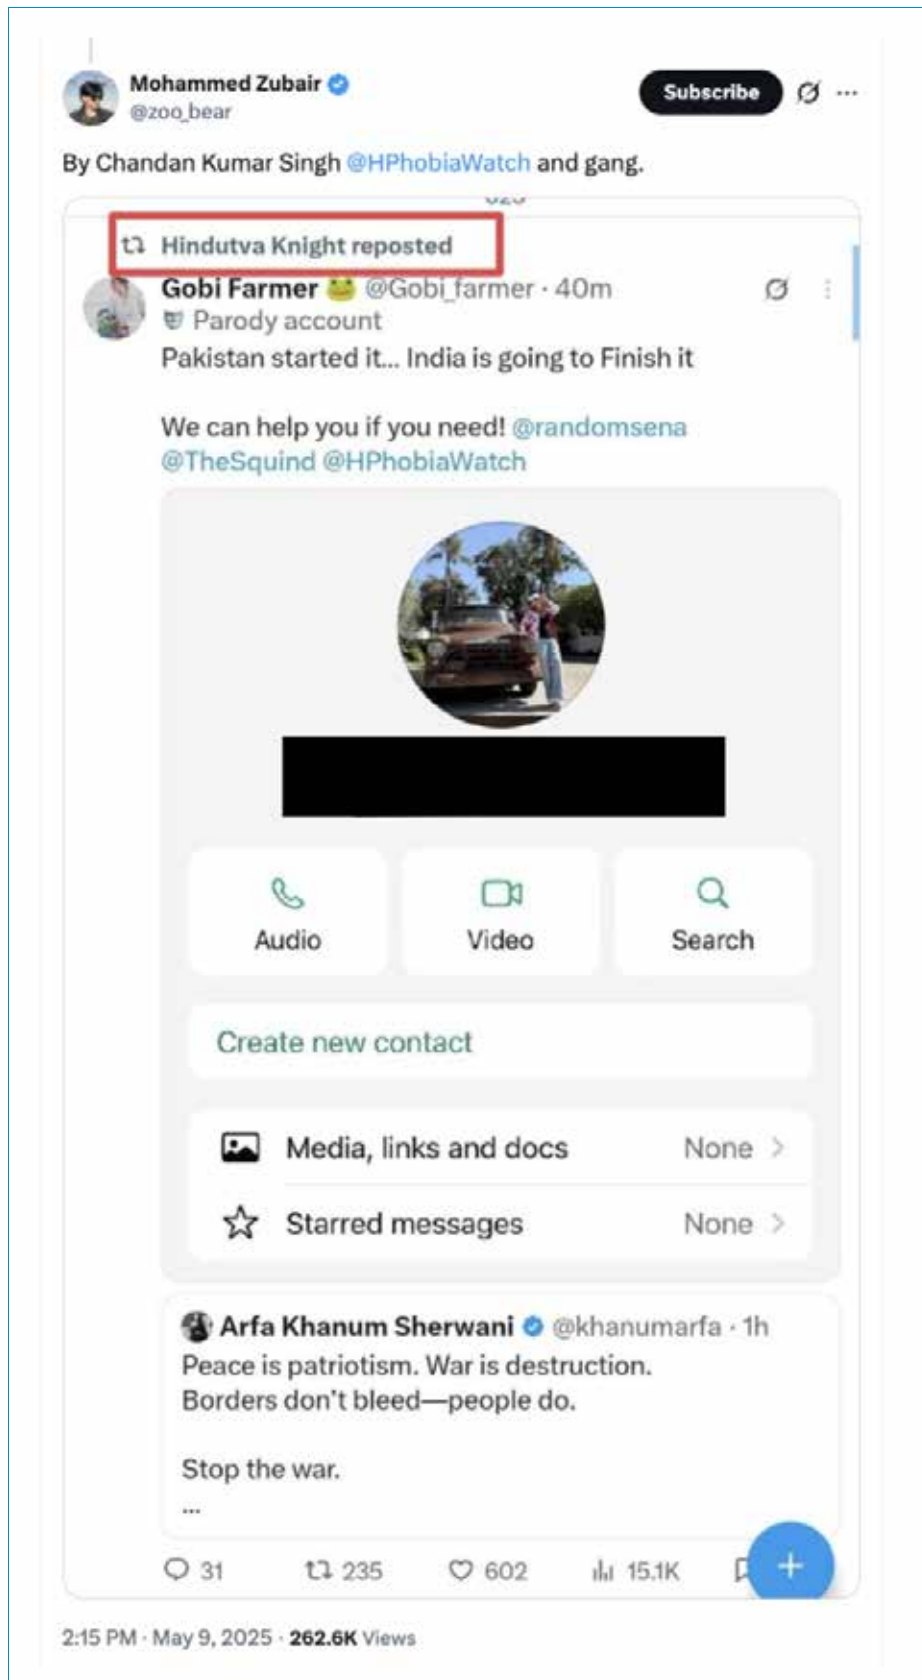 Mohammed Zubair
Subscribe
@zoo_bear
By Chandan Kumar Singh @HPhobiaWatch and gang.
Hindutva Knight reposted
Gobi Farmer 🐸 @Gobi_farmer · 40m
Parody account
Pakistan started it... India is going to Finish it
We can help you if you need! @randomsena
@TheSquind @HPhobiaWatch
Audio
Video
Search
Create new contact
Media, links and docs None
Starred messages None
Arfa Khanum Sherwani @khanumarfa · 1h
Peace is patriotism. War is destruction.
Borders don't bleed—people do.
Stop the war.
...
31 235 602 15.1K
2:15 PM · May 9, 2025 · 262.6K Views